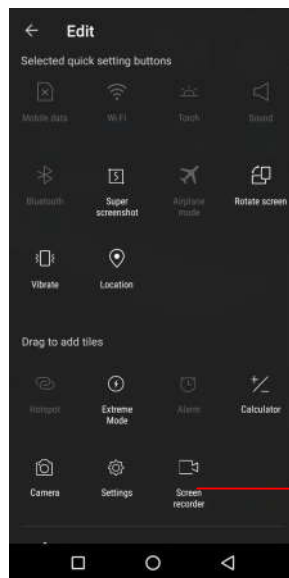 Edit
Selected quick setting buttons
Mobile data Wi-Fi Torch Sound
Bluetooth Super screenshot Airplane mode Rotate screen
Vibrate Location
Drag to add tiles
Hotspot Extreme Mode Alarm Calculator
Camera Settings Screen recorder